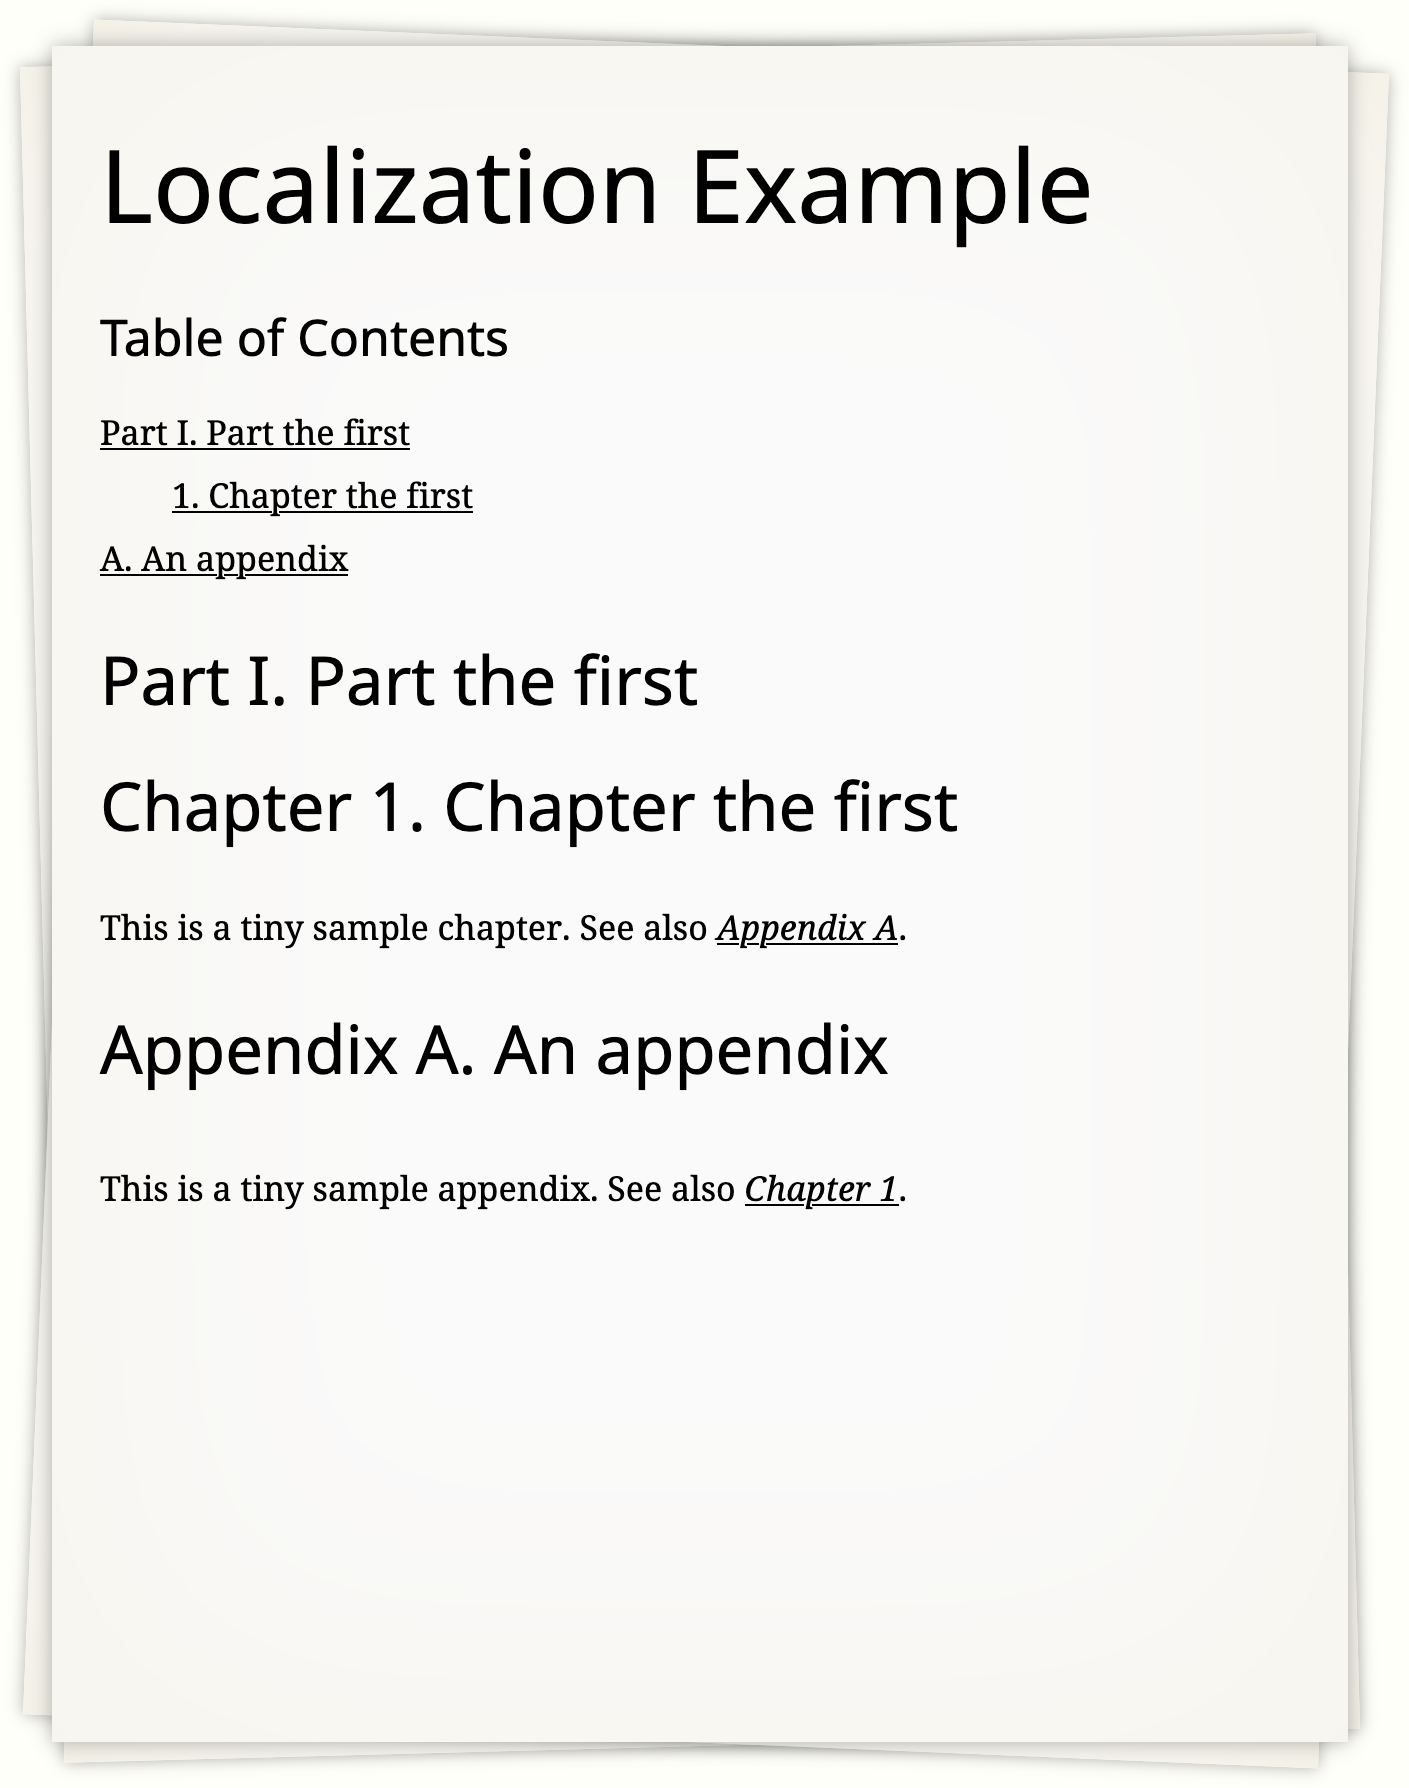 Localization Example
Table of Contents
Part I. Part the first
1. Chapter the first
A. An appendix
Part I. Part the first
Chapter 1. Chapter the first
This is a tiny sample chapter. See also Appendix A.
Appendix A. An appendix
This is a tiny sample appendix. See also Chapter 1.